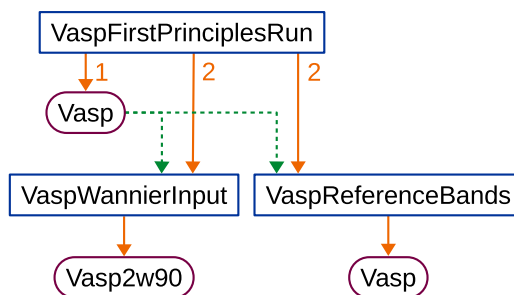 VaspFirstPrinciplesRun
1
2
2
Vasp
VaspWannierInput
VaspReferenceBands
Vasp2w90
Vasp